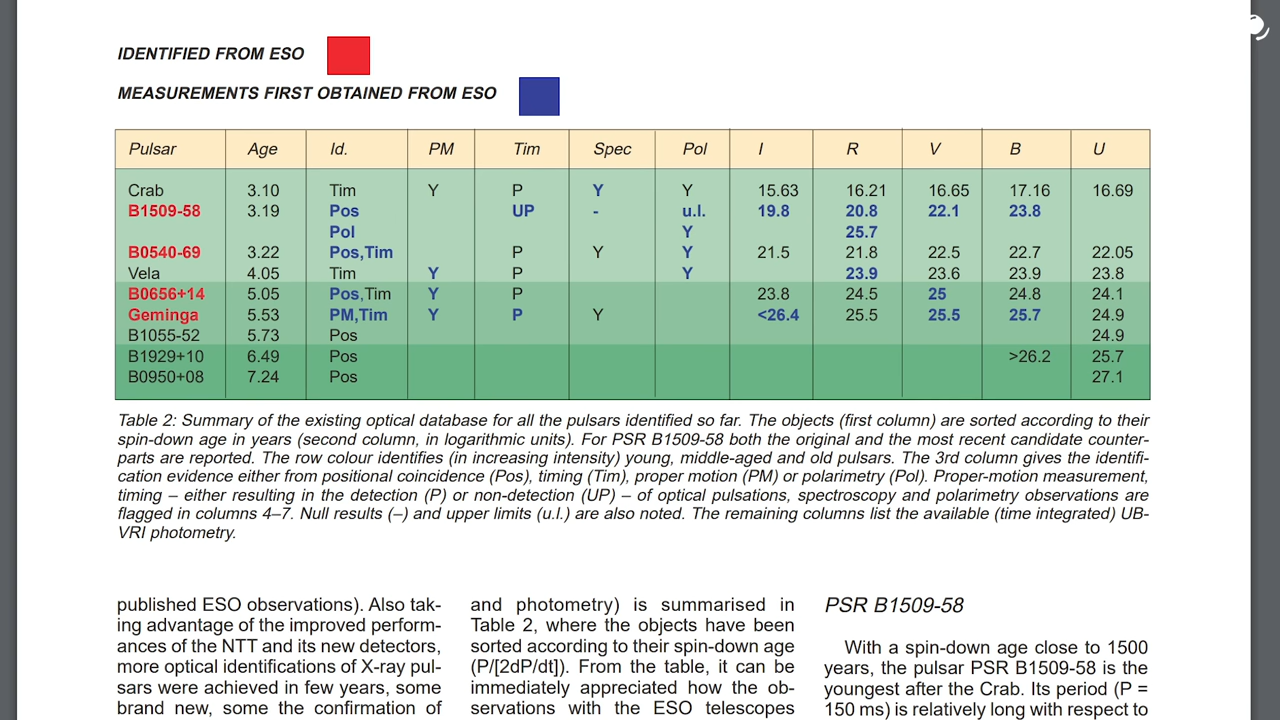 IDENTIFIED FROM ESO
MEASUREMENTS FIRST OBTAINED FROM ESO
Pulsar Age Id. PM Tim Spec Pol I R V B U
Crab 3.10 Tim Y P Y Y 15.63 16.21 16.65 17.16 16.69
B1509-58 3.19 Pos UP - u.l. 19.8 20.8 22.1 23.8
Pol Y 25.7
B0540-69 3.22 Pos,Tim P Y Y 21.5 21.8 22.5 22.7 22.05
Vela 4.05 Tim Y P Y 23.9 23.6 23.9 23.8
B0656+14 5.05 Pos,Tim Y P 23.8 24.5 25 24.8 24.1
Geminga 5.53 PM,Tim Y P Y <26.4 25.5 25.5 25.7 24.9
B1055-52 5.73 Pos 24.9
B1929+10 6.49 Pos >26.2 25.7
B0950+08 7.24 Pos 27.1
Table 2: Summary of the existing optical database for all the pulsars identified so far. The objects (first column) are sorted according to their
spin-down age in years (second column, in logarithmic units). For PSR B1509-58 both the original and the most recent candidate counter-
parts are reported. The row colour identifies (in increasing intensity) young, middle-aged and old pulsars. The 3rd column gives the identifi-
cation evidence either from positional coincidence (Pos), timing (Tim), proper motion (PM) or polarimetry (Pol). Proper-motion measurement,
timing – either resulting in the detection (P) or non-detection (UP) – of optical pulsations, spectroscopy and polarimetry observations are
flagged in columns 4–7. Null results (–) and upper limits (u.l.) are also noted. The remaining columns list the available (time integrated) UB-
VRI photometry.
published ESO observations). Also tak-
ing advantage of the improved perform-
ances of the NTT and its new detectors,
more optical identifications of X-ray pul-
sars were achieved in few years, some
brand new, some the confirmation of
and photometry) is summarised in
Table 2, where the objects have been
sorted according to their spin-down age
(P/[2dP/dt]). From the table, it can be
immediately appreciated how the ob-
servations with the ESO telescopes
PSR B1509-58
With a spin-down age close to 1500
years, the pulsar PSR B1509-58 is the
youngest after the Crab. Its period (P =
150 ms) is relatively long with respect to